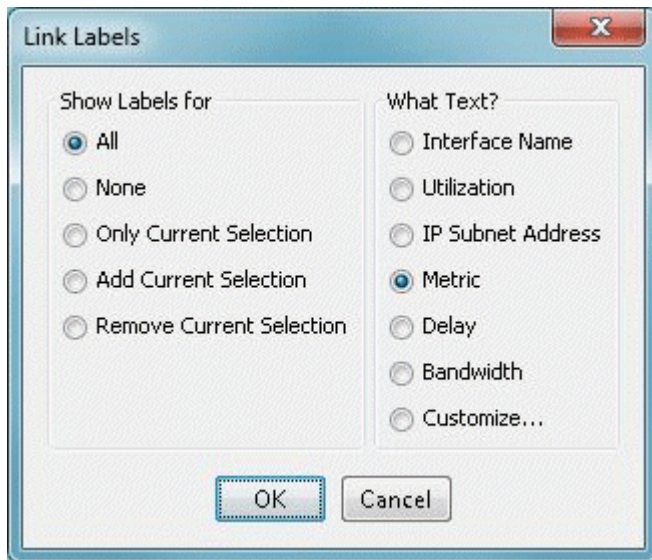 Link Labels
Show Labels for
All
None
Only Current Selection
Add Current Selection
Remove Current Selection
What Text?
Interface Name
Utilization
IP Subnet Address
Metric
Delay
Bandwidth
Customize...
OK
Cancel